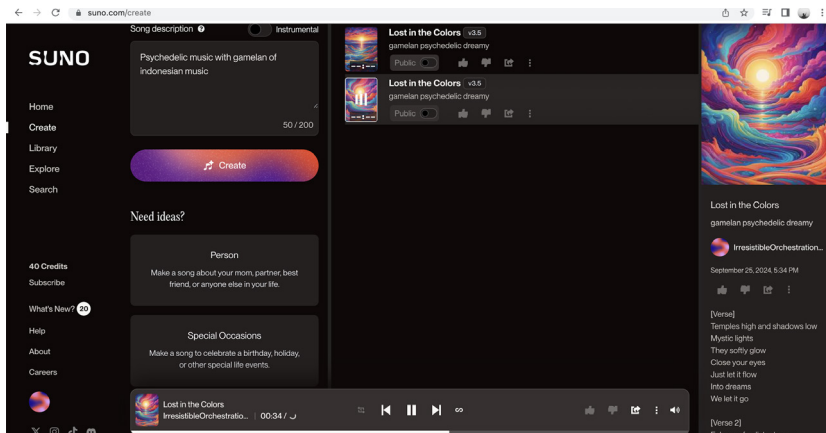 suno.com/create
SUNO
Home
Create
Library
Explore
Search
40 Credits
Subscribe
What's New? 20
Help
About
Careers
Song description
Instrumental
Psychedelic music with gamelan of
indonesian music
50 / 200
Create
Need ideas?
Person
Make a song about your mom, partner, best
friend, or anyone else in your life.
Special Occasions
Make a song to celebrate a birthday, holiday,
or other special life events.
--:--
Lost in the Colors v3.5
gamelan psychedelic dreamy
Public
--:--
Lost in the Colors v3.5
gamelan psychedelic dreamy
Public
Lost in the Colors
gamelan psychedelic dreamy
IrresistibleOrchestration...
September 25, 2024, 5:34 PM
[Verse]
Temples high and shadows low
Mystic lights
They softly glow
Close your eyes
Just let it flow
Into dreams
We let it go
[Verse 2]
Lost in the Colors
IrresistibleOrchestratio...
00:34 /